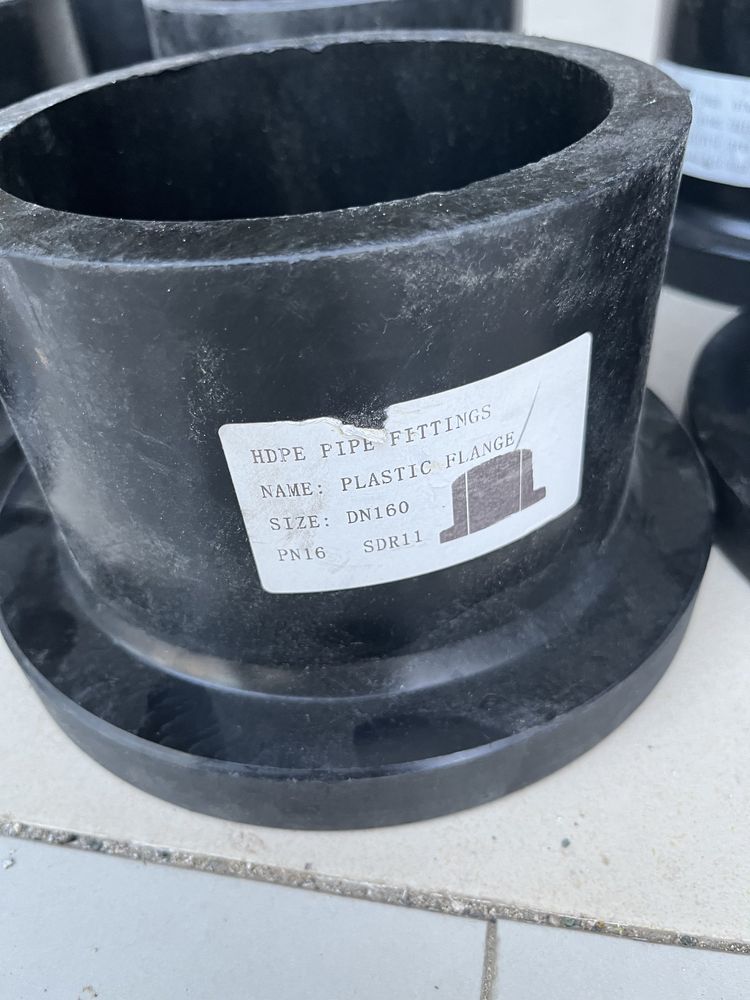 HDPE PIPE FITTINGS
NAME: PLASTIC FLANGE
SIZE: DN160
PN16 SDR11